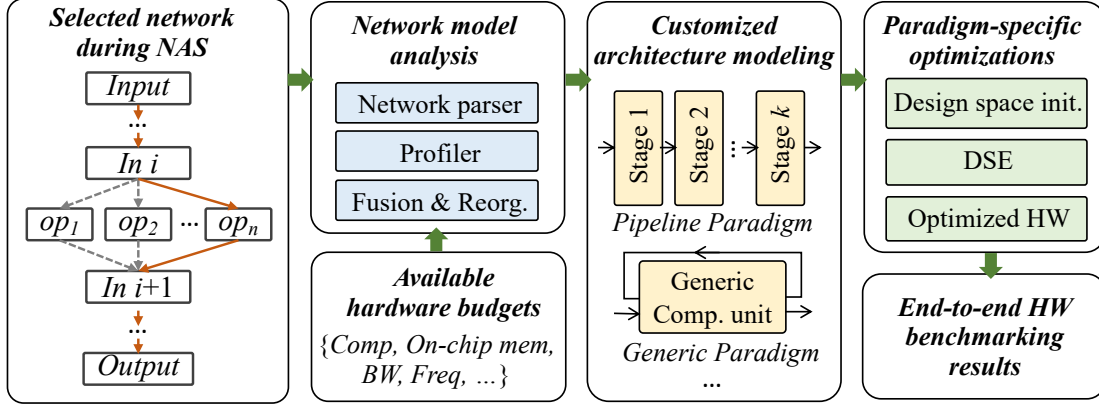 Selected network
during NAS
Input
...
In i
op1
op2
...
opn
In i+1
...
Output
Network model
analysis
Network parser
Profiler
Fusion & Reorg.
Available
hardware budgets
{Comp, On-chip mem,
BW, Freq, ...}
Customized
architecture modeling
Stage 1
Stage 2
...
Stage k
Pipeline Paradigm
Generic
Comp. unit
Generic Paradigm
...
Paradigm-specific
optimizations
Design space init.
DSE
Optimized HW
End-to-end HW
benchmarking
results